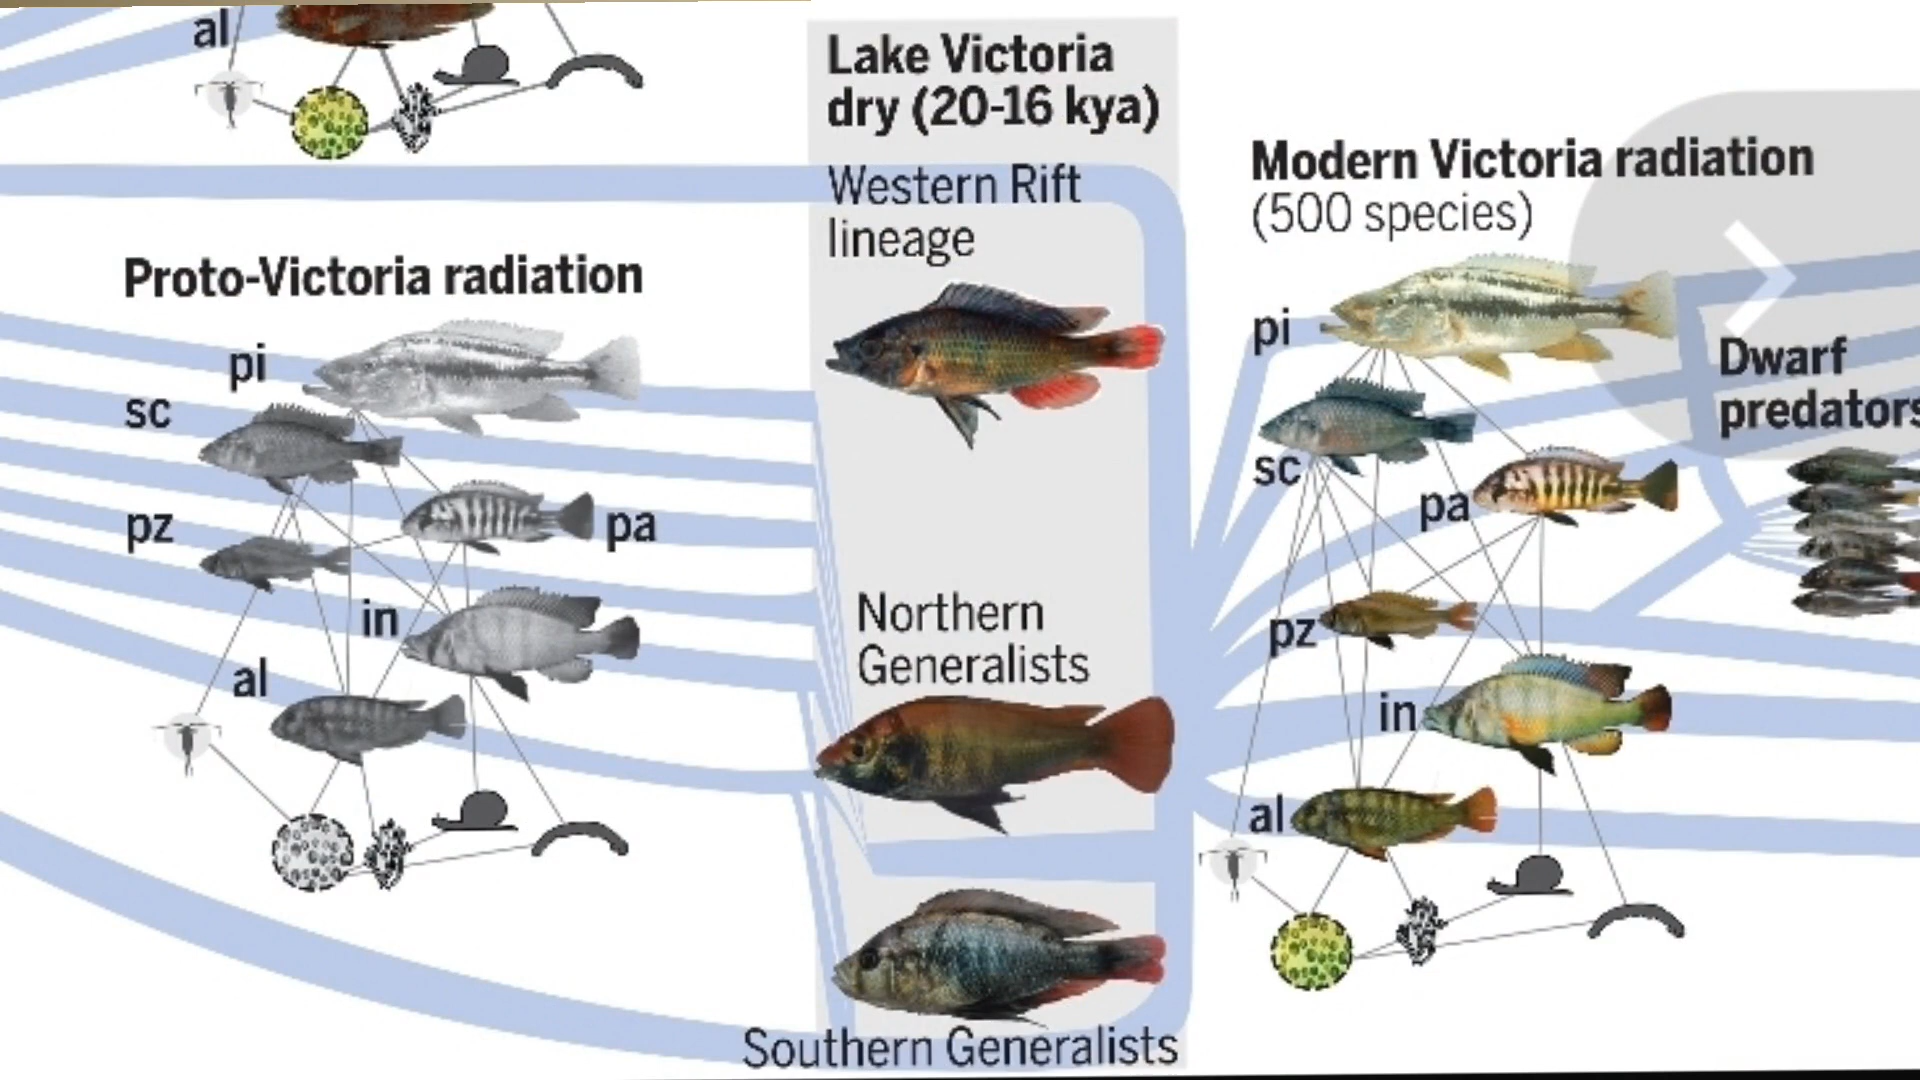 al
Lake Victoria
dry (20-16 kya)
Western Rift
lineage
Proto-Victoria radiation
pi
sc
pz
pa
in
al
Northern
Generalists
Southern Generalists
Modern Victoria radiation
(500 species)
pi
sc
pa
pz
in
al
Dwarf
predators